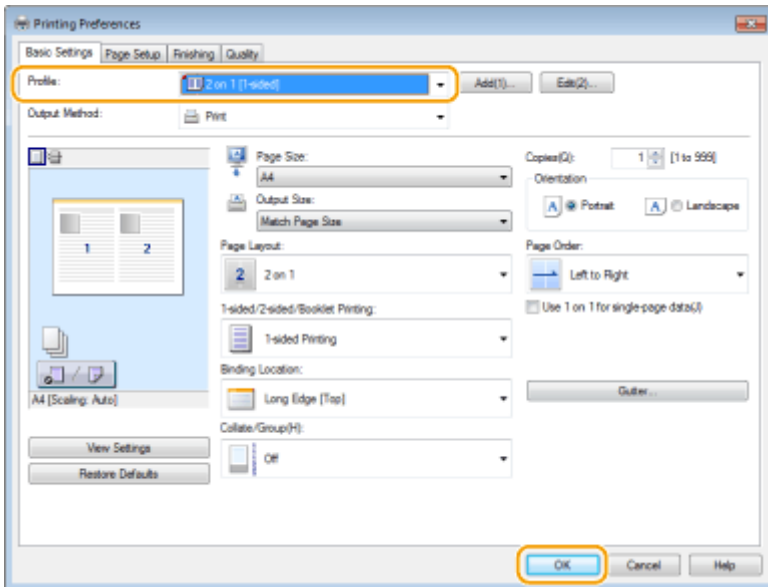 Printing Preferences
Basic Settings Page Setup Finishing Quality
Profile: 2 on 1 [1-sided] Add(1)... Edit(2)...
Output Method: Print
Page Size:
A4
Output Size:
Match Page Size
Copies(Q): 1 [1 to 999]
Orientation
A Portrait A Landscape
1 2
Page Layout:
2 2 on 1
Page Order:
Left to Right
1-sided/2-sided/Booklet Printing:
1-sided Printing
Use 1 on 1 for single-page data(J)
Binding Location:
Long Edge [Top]
Gutter...
A4 [Scaling: Auto]
Collate/Group(H):
Off
View Settings
Restore Defaults
OK Cancel Help